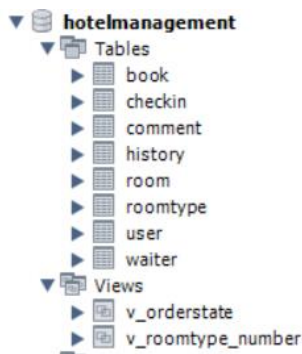 hotelmanagement
Tables
book
checkin
comment
history
room
roomtype
user
waiter
Views
v_orderstate
v_roomtype_number